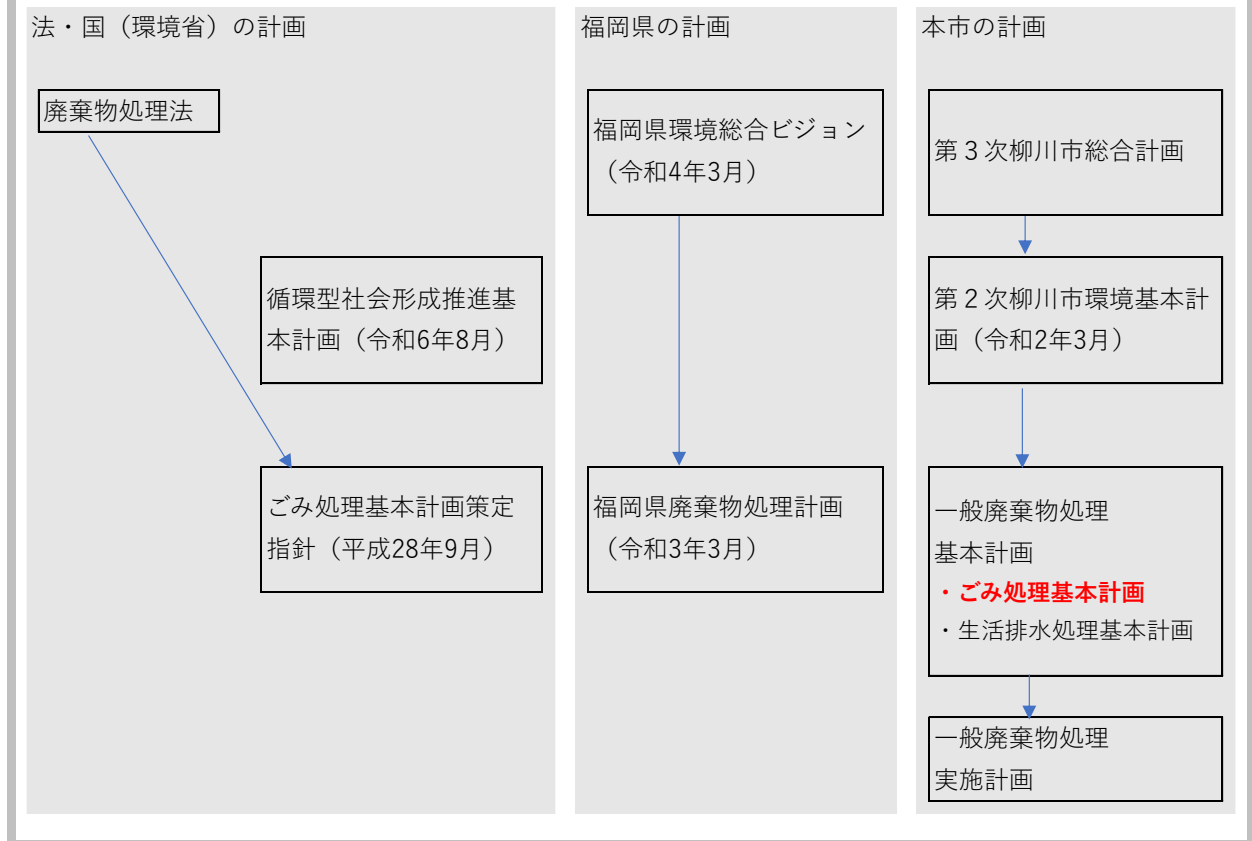 法・国（環境省）の計画
廃棄物処理法
循環型社会形成推進基
本計画（令和6年8月）
ごみ処理基本計画策定
指針（平成28年9月）
福岡県の計画
福岡県環境総合ビジョン
（令和4年3月）
福岡県廃棄物処理計画
（令和3年3月）
本市の計画
第３次柳川市総合計画
第２次柳川市環境基本計
画（令和2年3月）
一般廃棄物処理
基本計画
・ごみ処理基本計画
・生活排水処理基本計画
一般廃棄物処理
実施計画